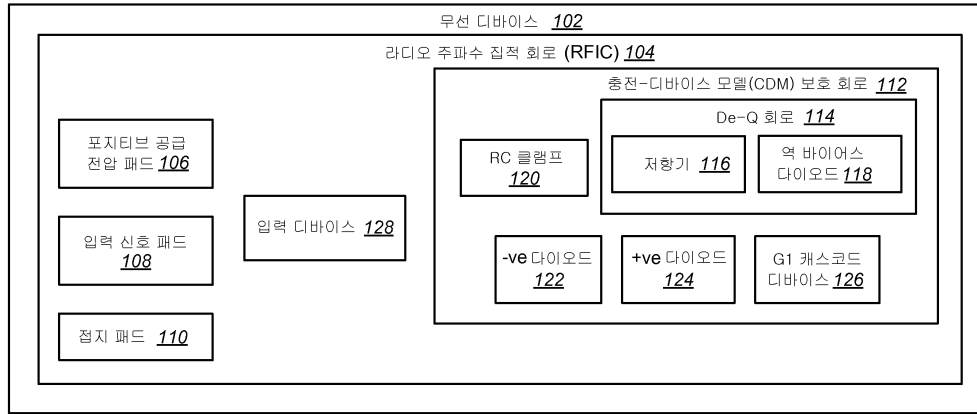 무선 디바이스 102
라디오 주파수 집적 회로 (RFIC) 104
충전-디바이스 모델(CDM) 보호 회로 112
De-Q 회로 114
포지티브 공급
전압 패드 106
RC 클램프
120
저항기 116
역 바이어스
다이오드 118
입력 디바이스 128
입력 신호 패드
108
-ve 다이오드
122
+ve 다이오드
124
G1 캐스코드
디바이스 126
접지 패드 110